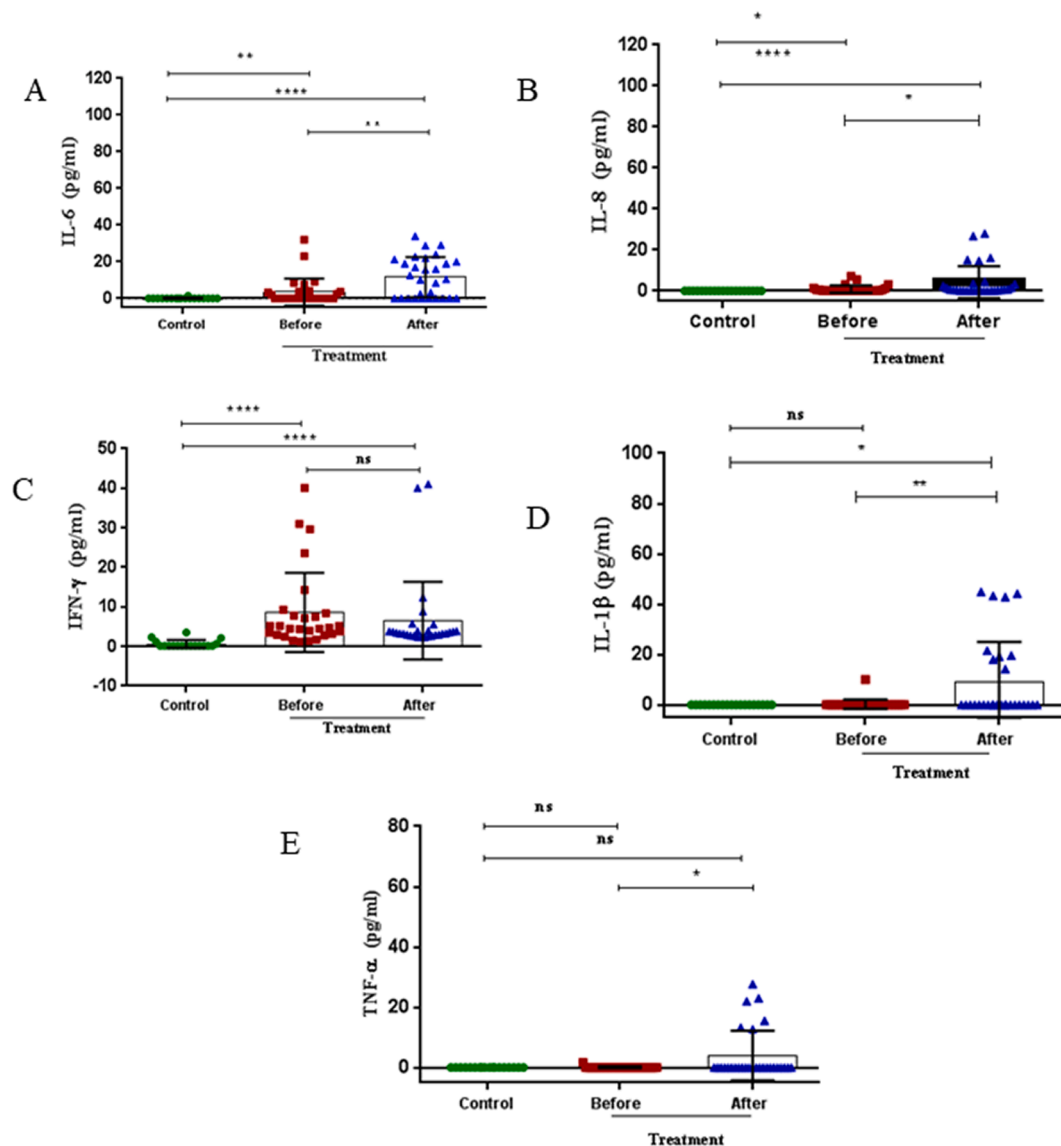 A
**
****
**
120
100
80
60
40
20
0
IL-6 (pg/ml)
Control Before After
Treatment
B
*
****
*
120
100
80
60
40
20
0
IL-8 (pg/ml)
Control Before After
Treatment
C
****
****
ns
50
40
30
20
10
0
-10
IFN-γ (pg/ml)
Control Before After
Treatment
D
ns
*
**
100
80
60
40
20
0
IL-1β (pg/ml)
Control Before After
Treatment
E
ns
ns
*
80
60
40
20
0
TNF-α (pg/ml)
Control Before After
Treatment